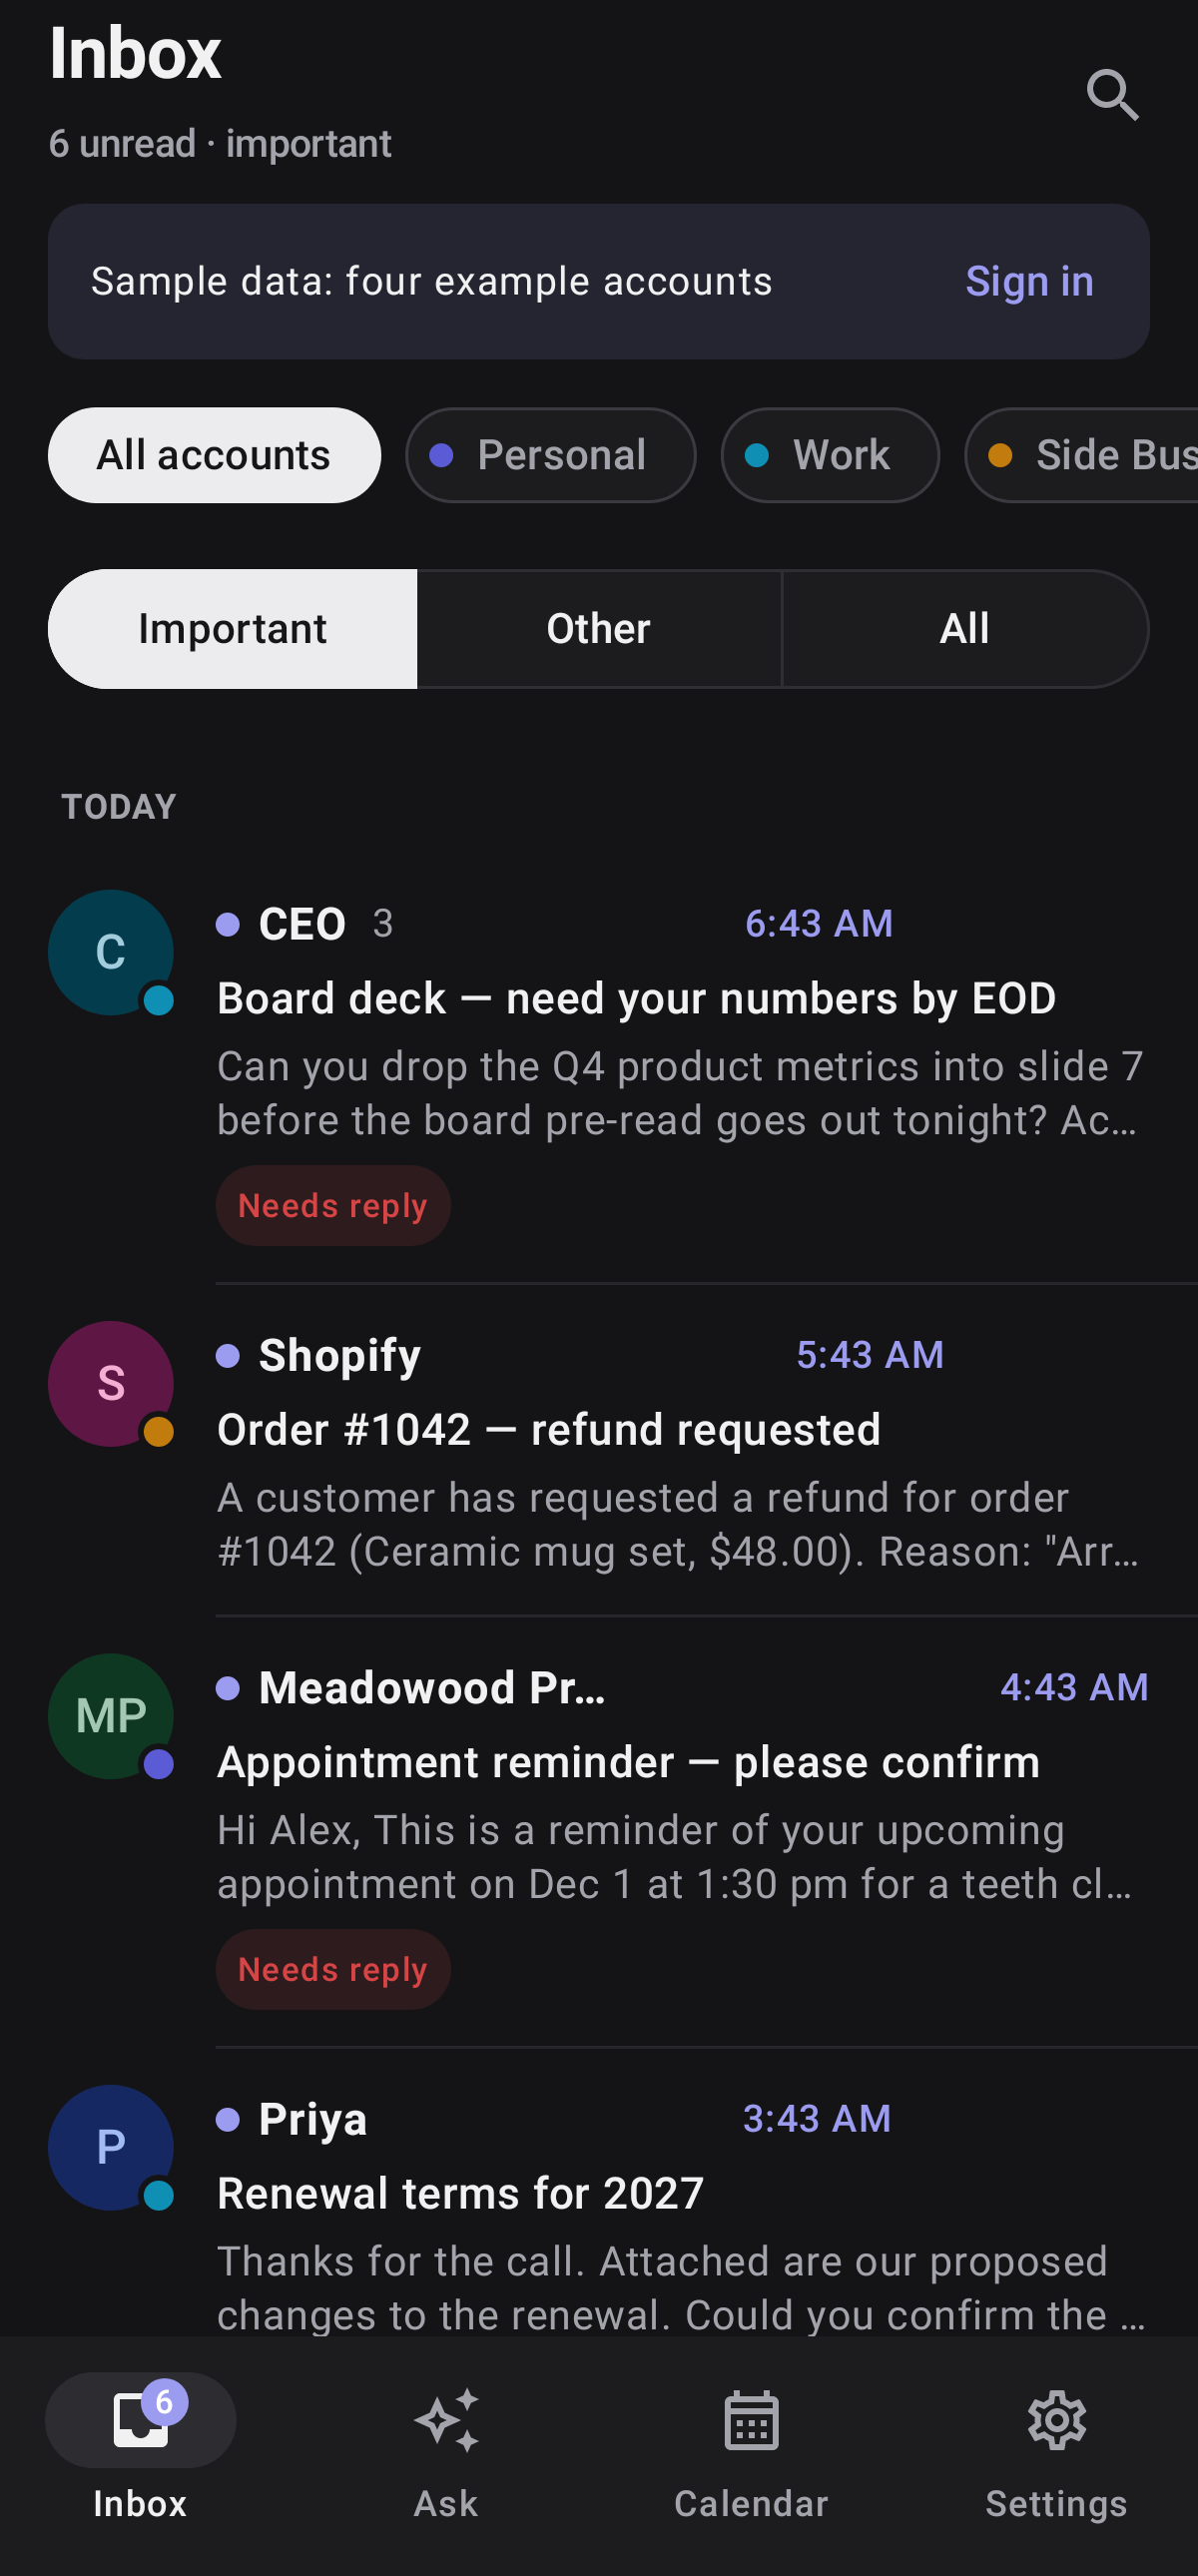 Inbox
6 unread · important
Sample data: four example accounts
Sign in
All accounts
Personal
Work
Side Bus
Important
Other
All
TODAY
C
CEO 3
6:43 AM
Board deck — need your numbers by EOD
Can you drop the Q4 product metrics into slide 7
before the board pre-read goes out tonight? Ac…
Needs reply
S
Shopify
5:43 AM
Order #1042 — refund requested
A customer has requested a refund for order
#1042 (Ceramic mug set, $48.00). Reason: "Arr…
MP
Meadowood Pr…
4:43 AM
Appointment reminder — please confirm
Hi Alex, This is a reminder of your upcoming
appointment on Dec 1 at 1:30 pm for a teeth cl…
Needs reply
P
Priya
3:43 AM
Renewal terms for 2027
Thanks for the call. Attached are our proposed
changes to the renewal. Could you confirm the …
6
Inbox
Ask
Calendar
Settings